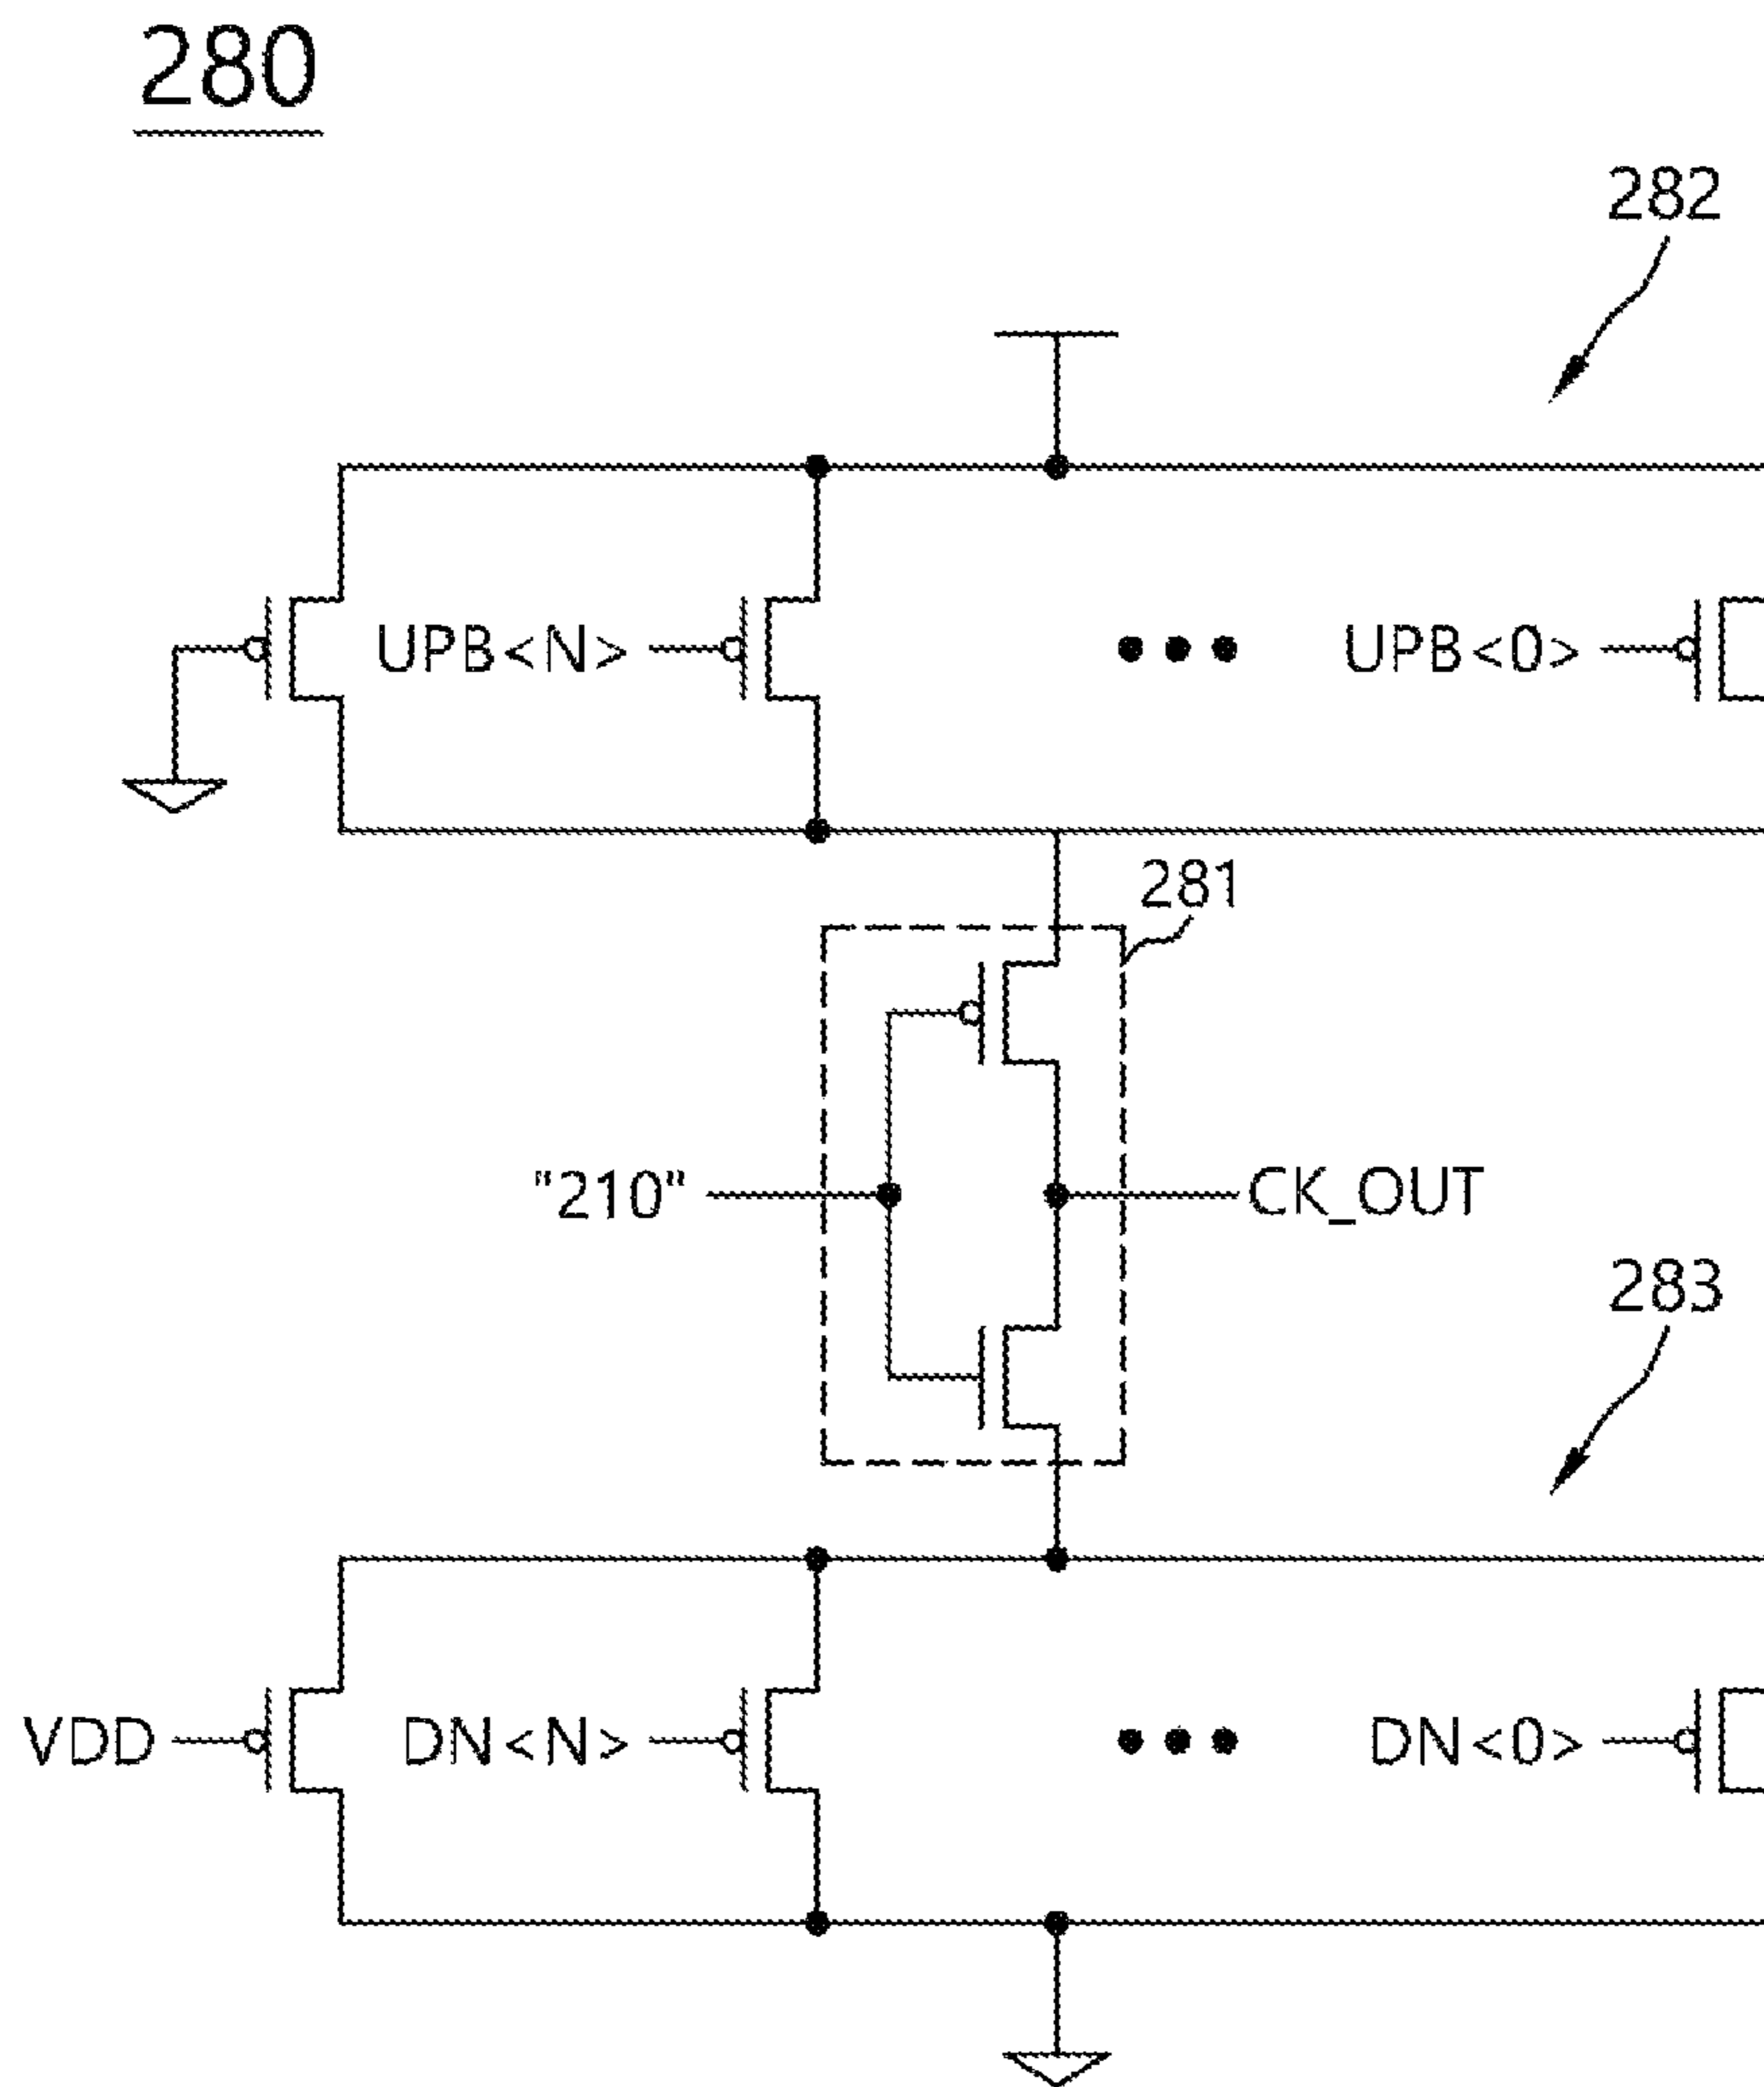 280
282
UPB<N>
UPB<0>
281
"210"
CK_OUT
283
VDD
DN<N>
DN<0>